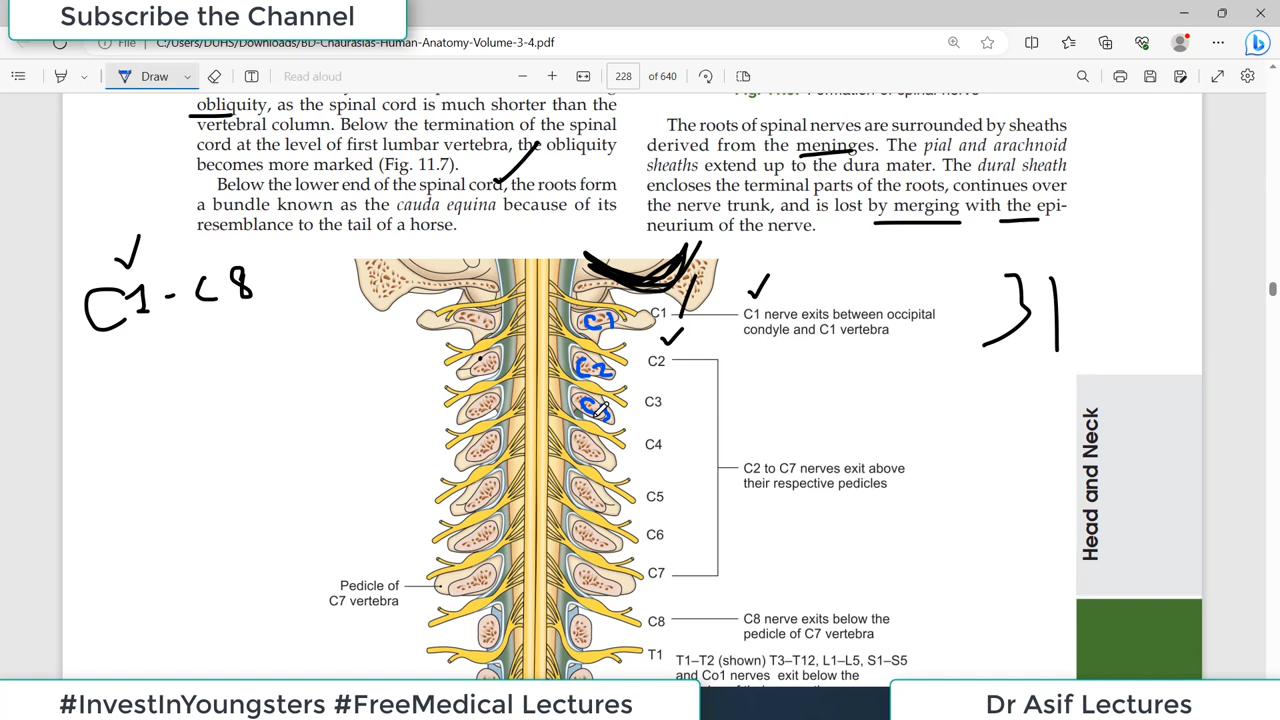 Subscribe the Channel
File
C:/Users/DUHS/Downloads/BD-Chaurasias-Human-Anatomy-Volume-3-4.pdf
Draw
Read aloud
228 of 640
obliquity, as the spinal cord is much shorter than the
vertebral column. Below the termination of the spinal
cord at the level of first lumbar vertebra, the obliquity
becomes more marked (Fig. 11.7).
Below the lower end of the spinal cord, the roots form
a bundle known as the cauda equina because of its
resemblance to the tail of a horse.
The roots of spinal nerves are surrounded by sheaths
derived from the meninges. The pial and arachnoid
sheaths extend up to the dura mater. The dural sheath
encloses the terminal parts of the roots, continues over
the nerve trunk, and is lost by merging with the epi-
neurium of the nerve.
C1 - C8
31
C1
C2
C3
C1
C1 nerve exits between occipital
condyle and C1 vertebra
C2
C3
C4
C5
C6
C7
C2 to C7 nerves exit above
their respective pedicles
Pedicle of
C7 vertebra
C8
C8 nerve exits below the
pedicle of C7 vertebra
T1
T1–T2 (shown) T3–T12, L1–L5, S1–S5
and Co1 nerves exit below the
Head and Neck
#InvestInYoungsters #FreeMedical Lectures
Dr Asif Lectures